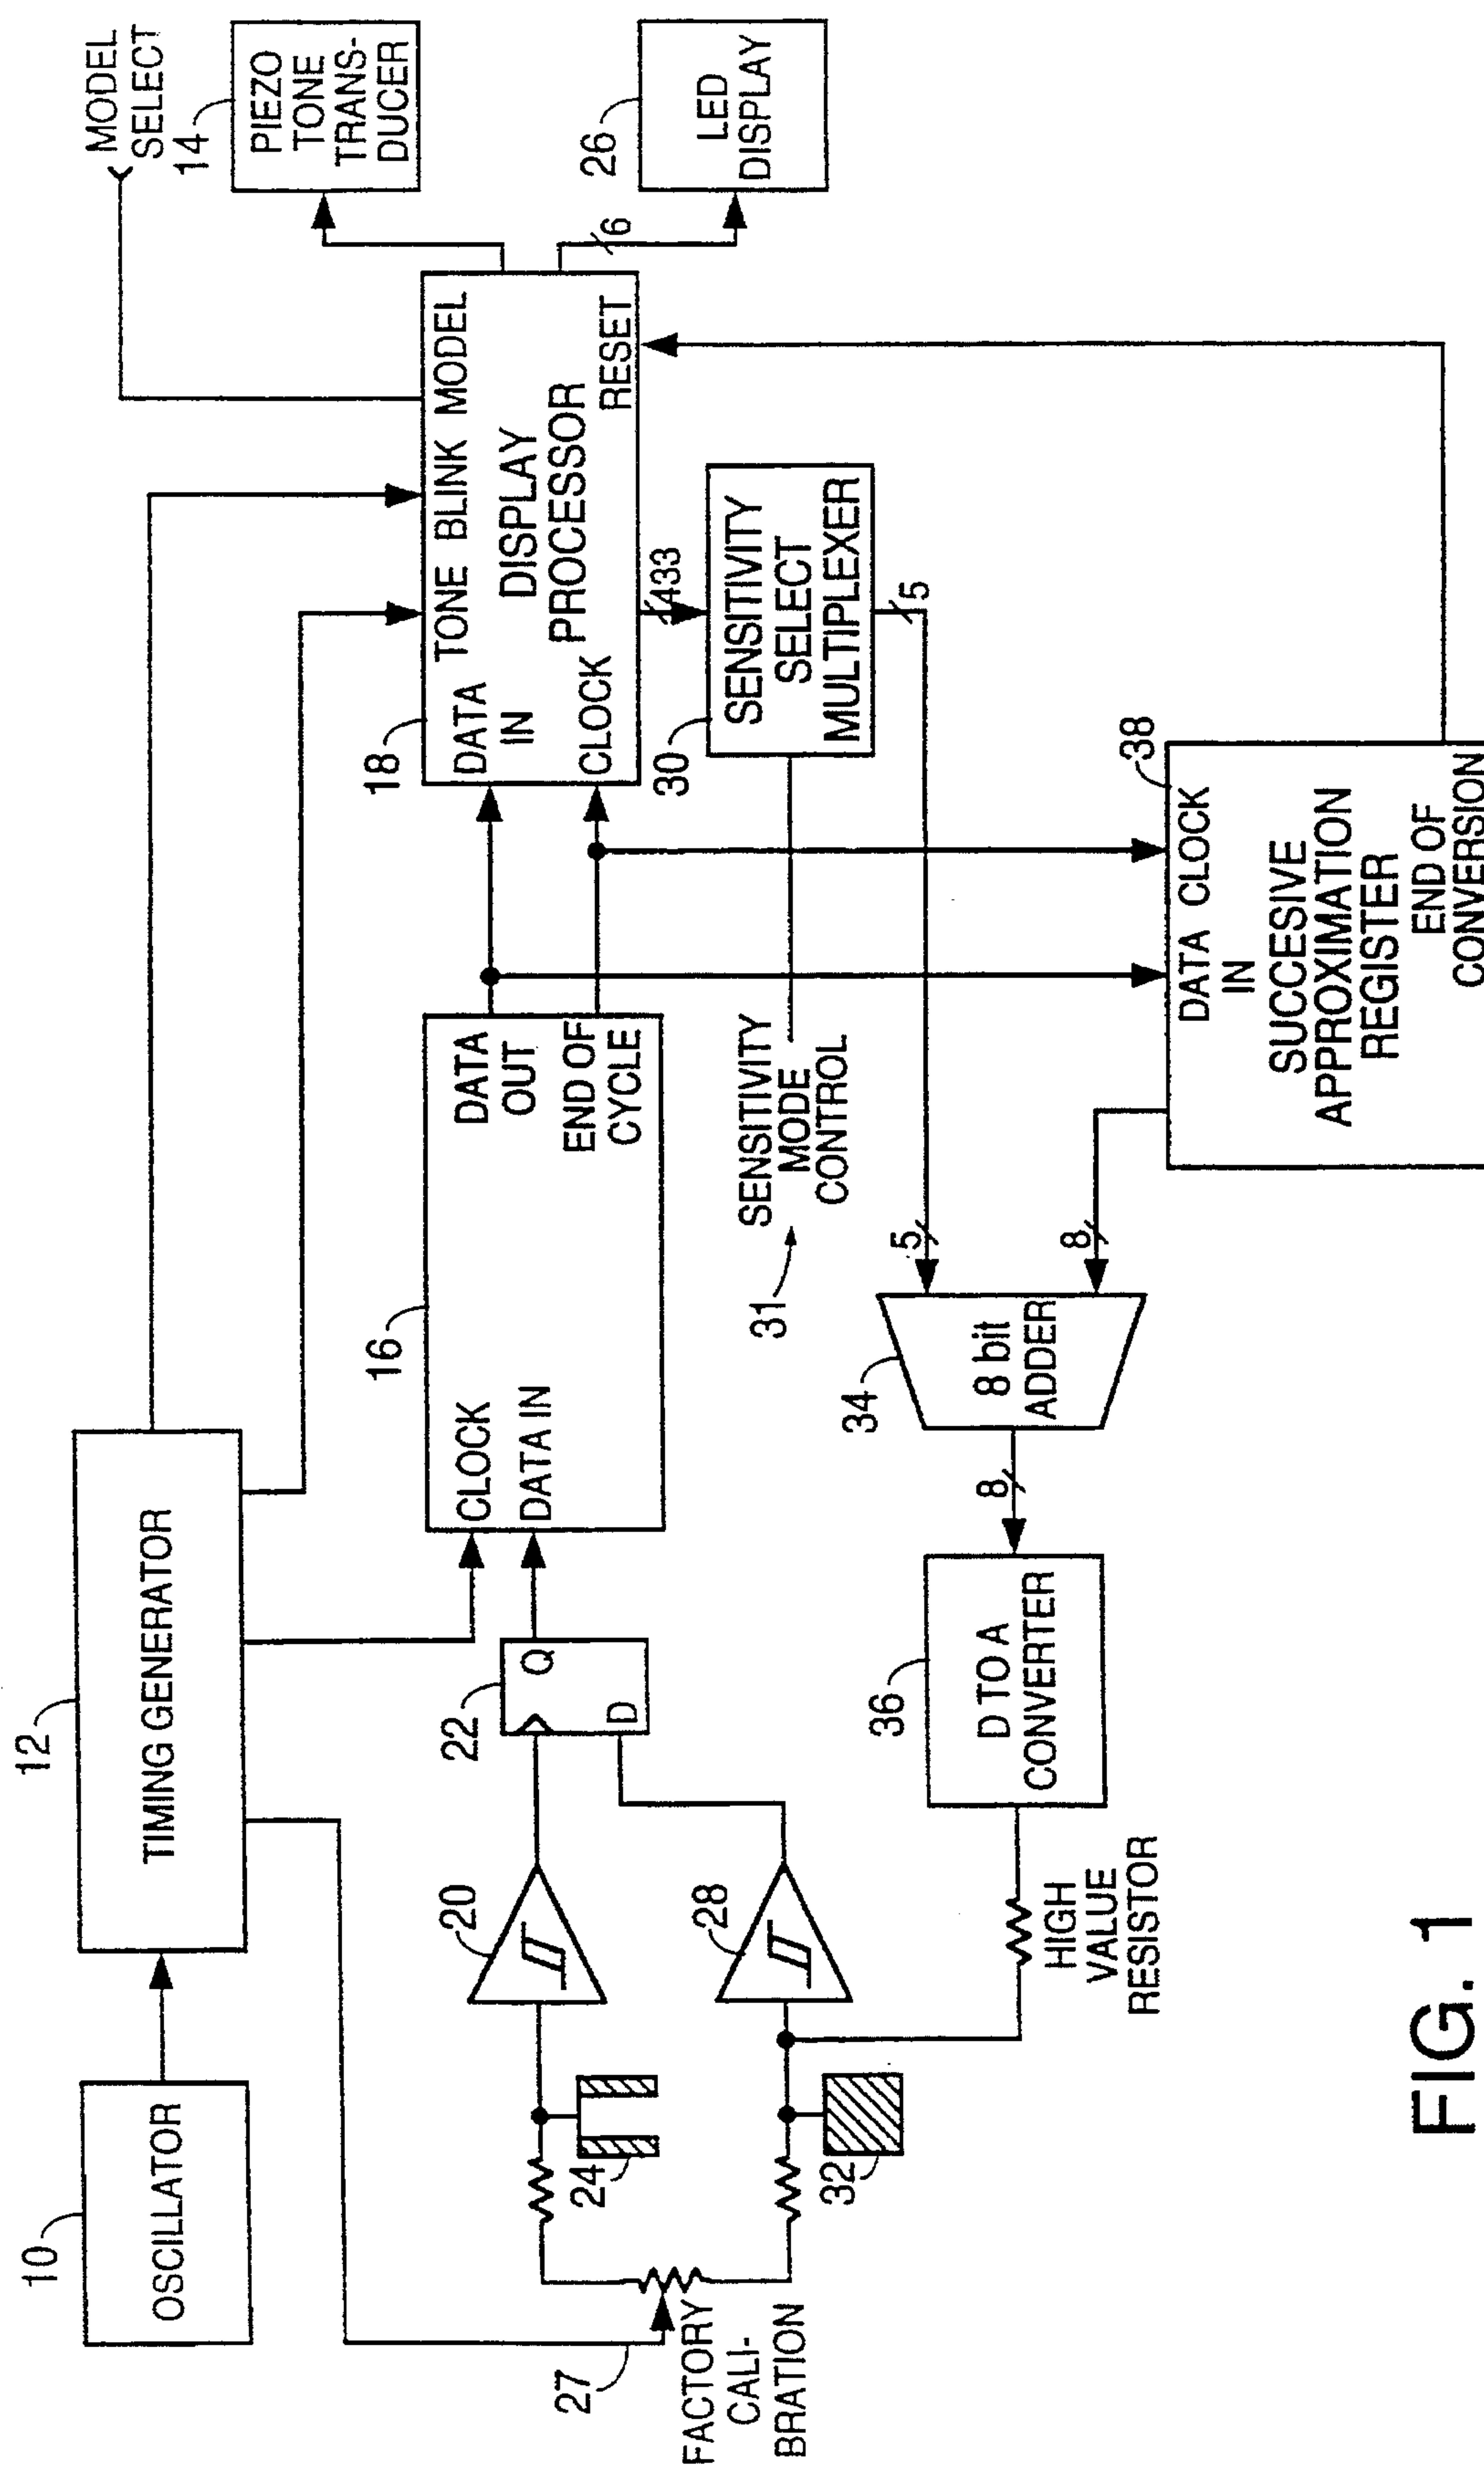 10
OSCILLATOR
12
TIMING GENERATOR
MODEL
SELECT
14
PIEZO
TONE
TRANS-
DUCER
26
LED
DISPLAY
6
18
TONE BLINK MODEL
DATA
IN
DISPLAY
PROCESSOR
CLOCK
RESET
16
CLOCK
DATA IN
DATA
OUT
END OF
CYCLE
22
Q
D
20
24
27
FACTORY
CALI-
BRATION
28
32
433
30
SENSITIVITY
SELECT
MULTIPLEXER
5
31
SENSITIVITY
MODE
CONTROL
5
8
34
8 bit
ADDER
8
36
D TO A
CONVERTER
HIGH
VALUE
RESISTOR
38
DATA CLOCK
IN
SUCCESIVE
APPROXIMATION
REGISTER
END OF
CONVERSION
FIG. 1